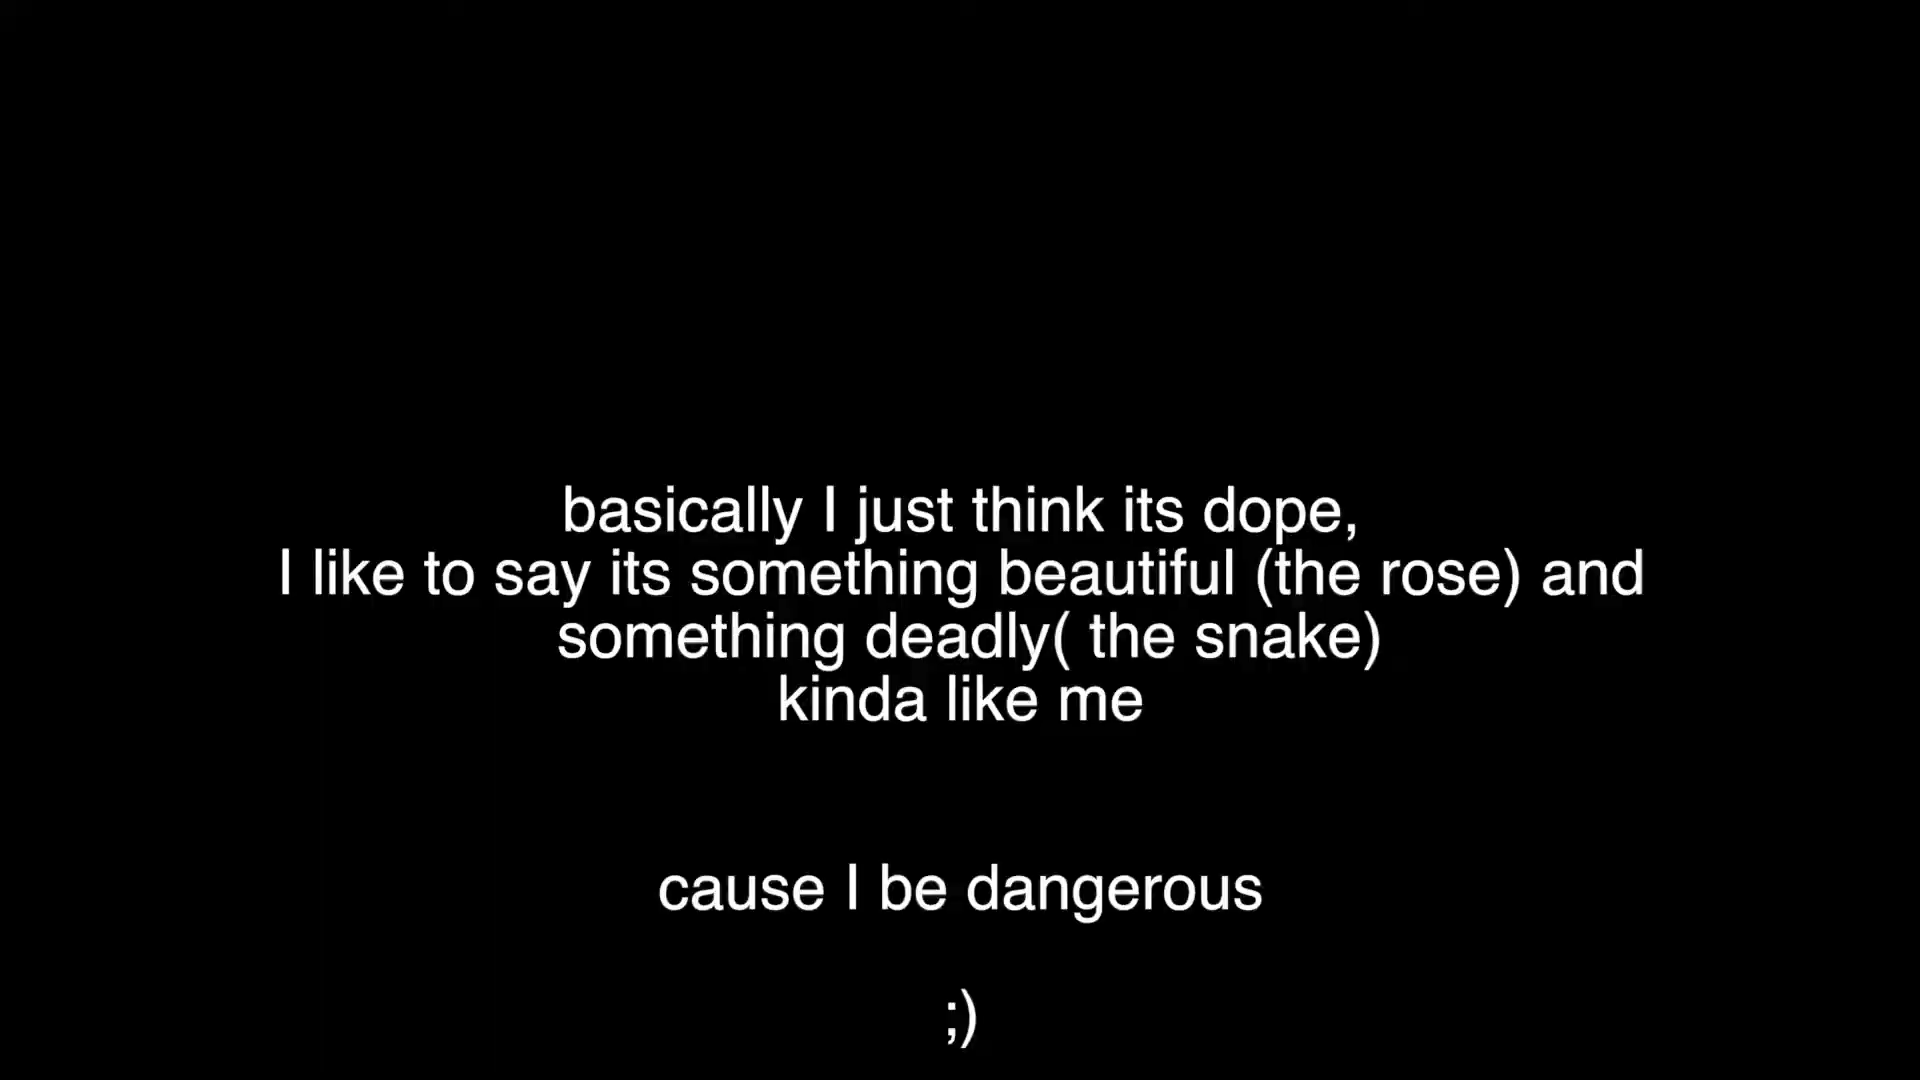 basically I just think its dope,
I like to say its something beautiful (the rose) and
something deadly( the snake)
kinda like me
cause I be dangerous
;)